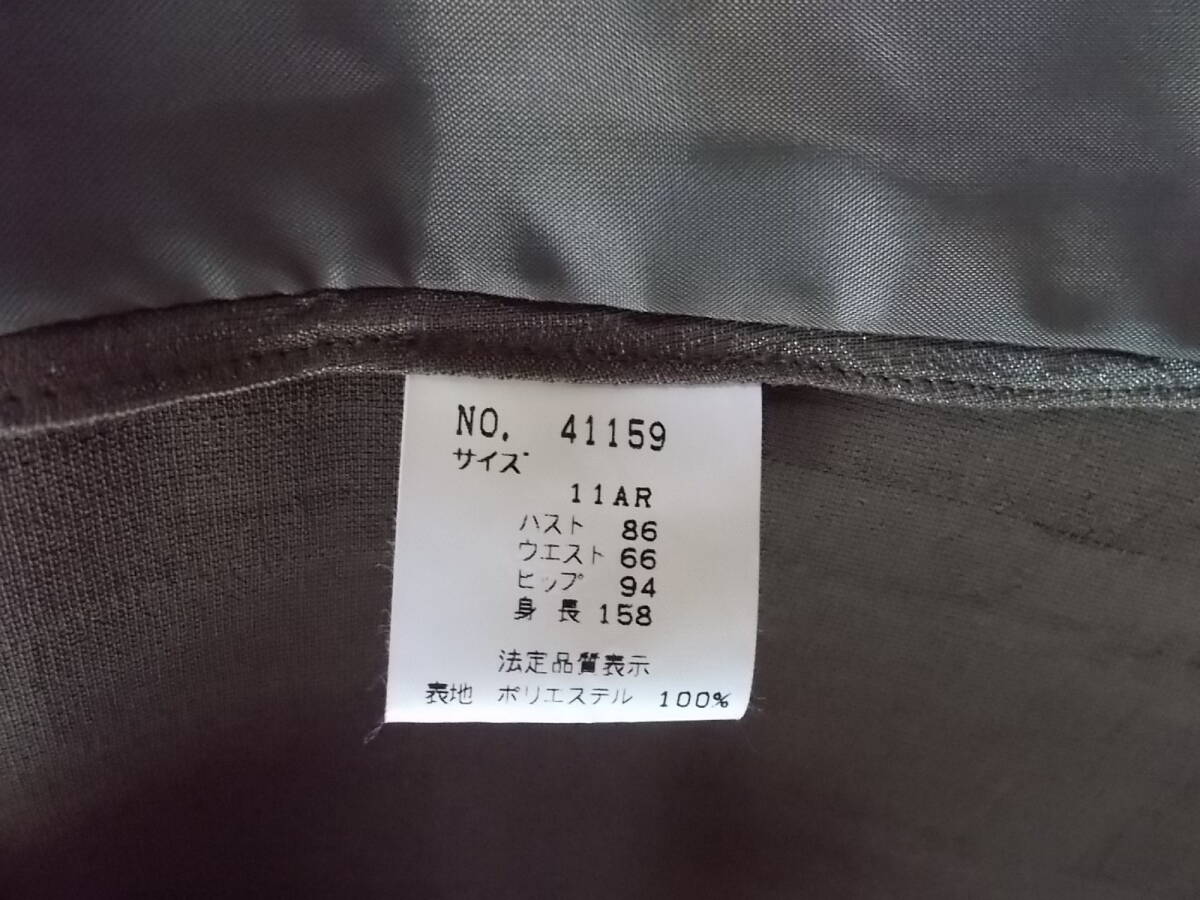 NO. 41159
サイズ
11AR
ハスト 86
ウエスト 66
ヒップ 94
身長 158
法定品質表示
表地 ポリエステル 100%